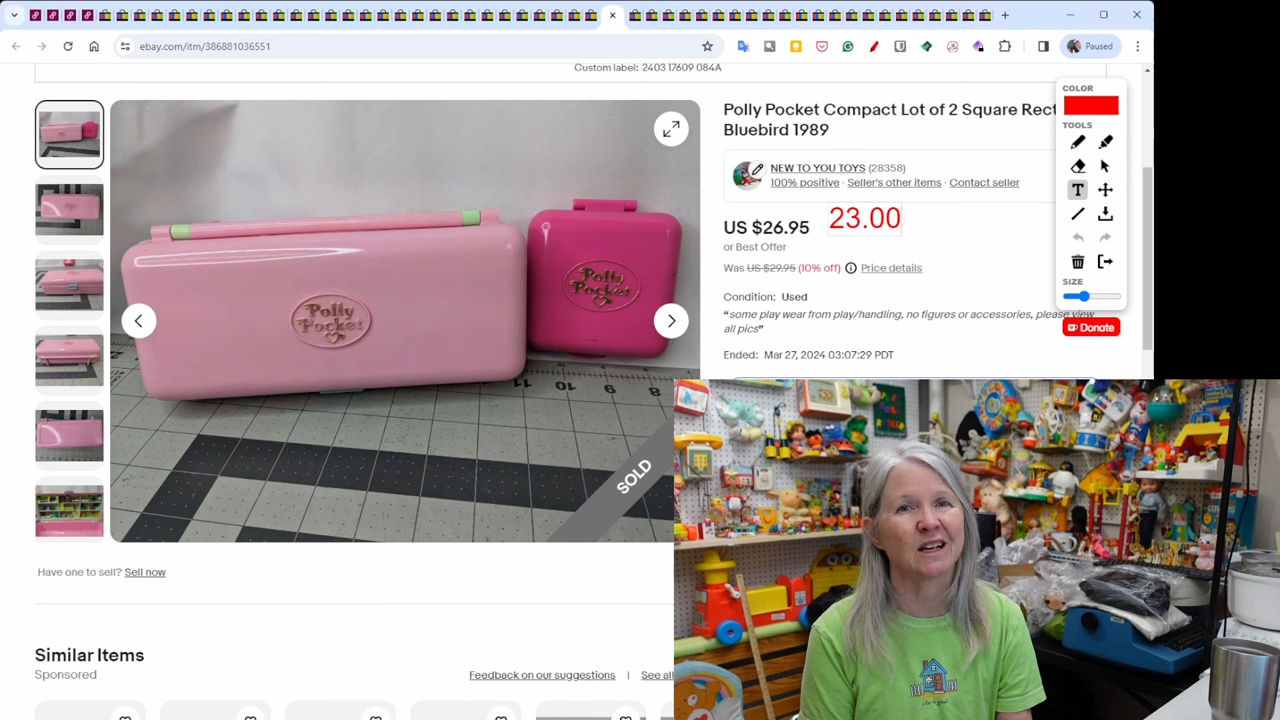 ebay.com/itm/386881036551
Paused
Custom label: 2403 17609 084A
COLOR
TOOLS
T
SIZE
Donate
Polly Pocket Compact Lot of 2 Square Rect
Bluebird 1989
NEW TO YOU TOYS (28358)
100% positive · Seller's other items · Contact seller
US $26.95
23.00
or Best Offer
Was US $29.95 (10% off) Price details
Condition: Used
“some play wear from play/handling, no figures or accessories, please view
all pics”
Ended: Mar 27, 2024 03:07:29 PDT
Polly
Pocket
Polly
Pocket
11 10 9 8 7
SOLD
Have one to sell? Sell now
Similar Items
Sponsored
Feedback on our suggestions | See all